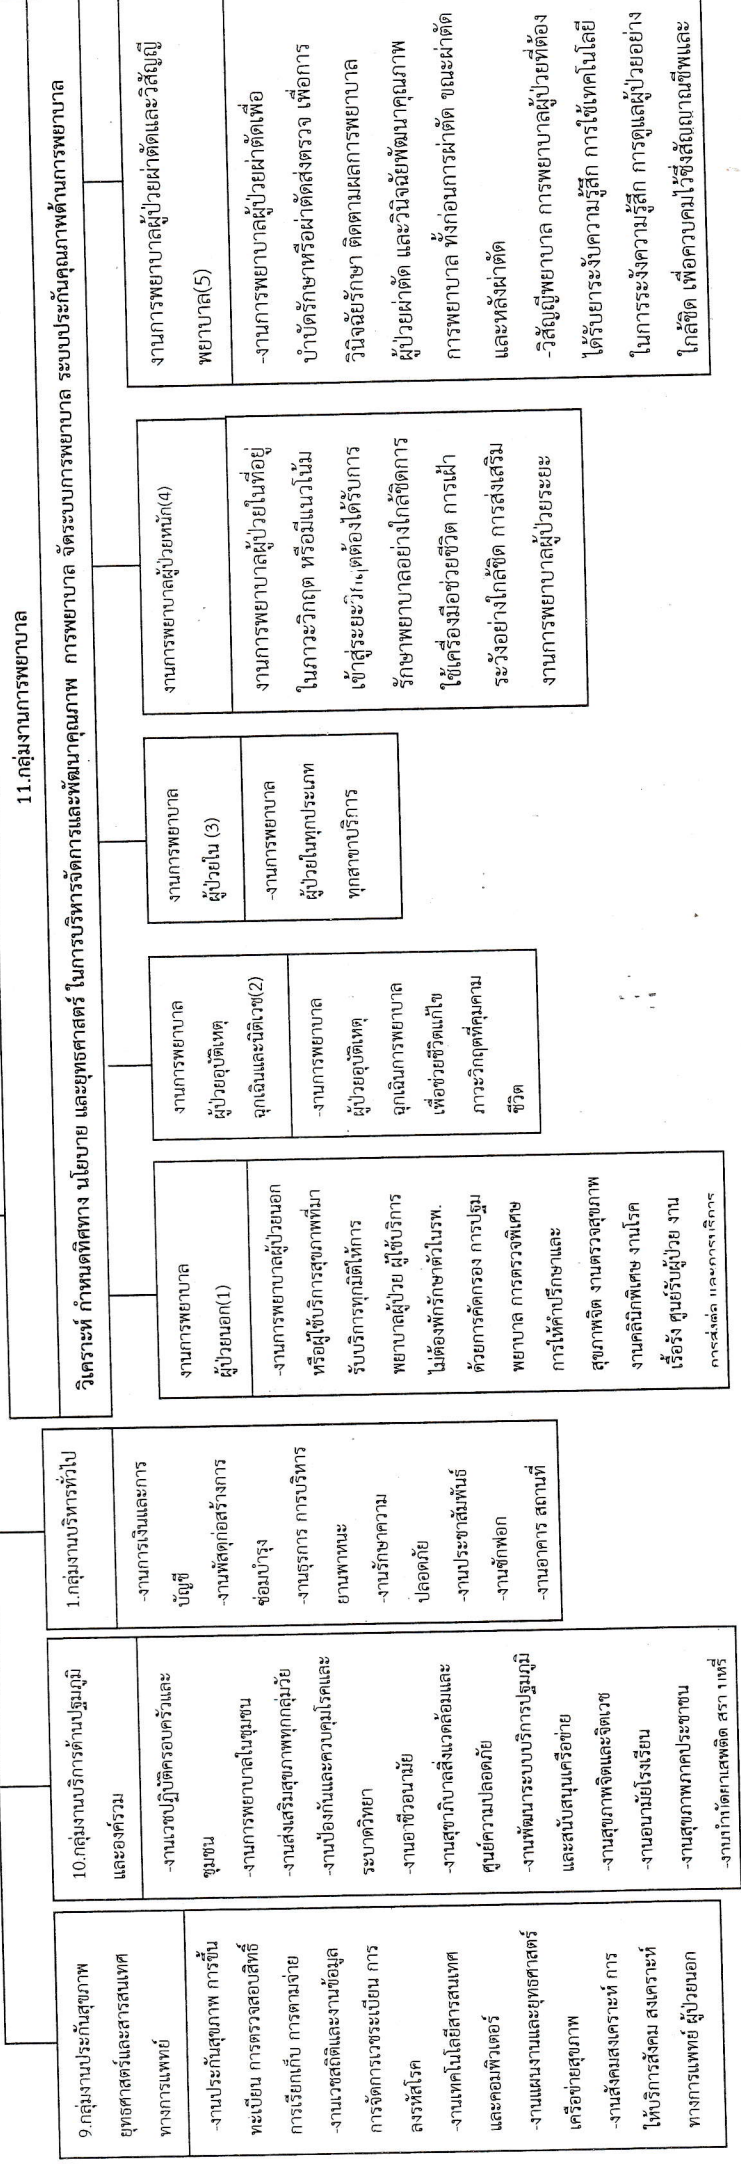 9.กลุ่มงานประกันสุขภาพ
ยุทธศาสตร์และสารสนเทศ
ทางการแพทย์
-งานประกันสุขภาพ การขึ้น
ทะเบียน การตรวจสอบสิทธิ์
การเรียกเก็บ การตามจ่าย
-งานเวชสถิติและงานข้อมูล
การจัดการเวชระเบียน การ
ลงรหัสโรค
-งานเทคโนโลยีสารสนเทศ
และคอมพิวเตอร์
-งานแผนงานและยุทธศาสตร์
เครือข่ายสุขภาพ
-งานสังคมสงเคราะห์ การ
ให้บริการสังคม สงเคราะห์
ทางการแพทย์ ผู้ป่วยนอก
10.กลุ่มงานบริการด้านปฐมภูมิ
และองค์รวม
-งานเวชปฏิบัติครอบครัวและ
ชุมชน
-งานการพยาบาลในชุมชน
-งานส่งเสริมสุขภาพทุกกลุ่มวัย
-งานป้องกันและควบคุมโรคและ
ระบาดวิทยา
-งานอาชีวอนามัย
-งานสุขาภิบาลสิ่งแวดล้อมและ
ศูนย์ความปลอดภัย
-งานพัฒนาระบบบริการปฐมภูมิ
และสนับสนุนเครือข่าย
-งานสุขภาพจิตและจิตเวช
-งานอนามัยโรงเรียน
-งานสุขภาพภาคประชาชน
-งานบำบัดยาเสพติด สุรา บุหรี่
1.กลุ่มงานบริหารทั่วไป
-งานการเงินและการ
บัญชี
-งานพัสดุก่อสร้างการ
ซ่อมบำรุง
-งานธุรการ การบริหาร
ยานพาหนะ
-งานรักษาความ
ปลอดภัย
-งานประชาสัมพันธ์
-งานซักฟอก
-งานอาคาร สถานที่
11.กลุ่มงานการพยาบาล
วิเคราะห์ กำหนดทิศทาง นโยบาย และยุทธศาสตร์ ในการบริหารจัดการและพัฒนาคุณภาพ การพยาบาล จัดระบบการพยาบาล ระบบประกันคุณภาพด้านการพยาบาล
งานการพยาบาล
ผู้ป่วยนอก(1)
-งานการพยาบาลผู้ป่วยนอก
หรือผู้ใช้บริการสุขภาพที่มา
รับบริการทุกมิติให้การ
พยาบาลผู้ป่วย ผู้ใช้บริการ
ไม่ต้องพักรักษาตัวในรพ.
ด้วยการคัดกรอง การปฐม
พยาบาล การตรวจพิเศษ
การให้คำปรึกษาและ
สุขภาพจิต งานตรวจสุขภาพ
งานคลินิกพิเศษ งานโรค
เรื้อรัง ศูนย์รับผู้ป่วย งาน
การส่งต่อ และการบริการ
งานการพยาบาล
ผู้ป่วยอุบัติเหตุ
ฉุกเฉินและนิติเวช(2)
-งานการพยาบาล
ผู้ป่วยอุบัติเหตุ
ฉุกเฉินการพยาบาล
เพื่อช่วยชีวิตแก้ไข
ภาวะวิกฤตที่คุมคาม
ชีวิต
งานการพยาบาล
ผู้ป่วยใน (3)
-งานการพยาบาล
ผู้ป่วยในทุกประเภท
ทุกสาขาบริการ
งานการพยาบาลผู้ป่วยหนัก(4)
งานการพยาบาลผู้ป่วยในที่อยู่
ในภาวะวิกฤต หรือมีแนวโน้ม
เข้าสู่ระยะวิกฤตต้องได้รับการ
รักษาพยาบาลอย่างใกล้ชิดการ
ใช้เครื่องมือช่วยชีวิต การเฝ้า
ระวังอย่างใกล้ชิด การส่งเสริม
งานการพยาบาลผู้ป่วยระยะ
งานการพยาบาลผู้ป่วยผ่าตัดและวิสัญญี
พยาบาล(5)
-งานการพยาบาลผู้ป่วยผ่าตัดเพื่อ
บำบัดรักษาหรือผ่าตัดส่งตรวจ เพื่อการ
วินิจฉัยรักษา ติดตามผลการพยาบาล
ผู้ป่วยผ่าตัด และวินิจฉัยพัฒนาคุณภาพ
การพยาบาล ทั้งก่อนการผ่าตัด ขณะผ่าตัด
และหลังผ่าตัด
-วิสัญญีพยาบาล การพยาบาลผู้ป่วยที่ต้อง
ได้รับยาระงับความรู้สึก การใช้เทคโนโลยี
ในการระงังความรู้สึก การดูแลผู้ป่วยอย่าง
ใกล้ชิด เพื่อควบคมไว้ซึ่งสัญญาณชีพและ